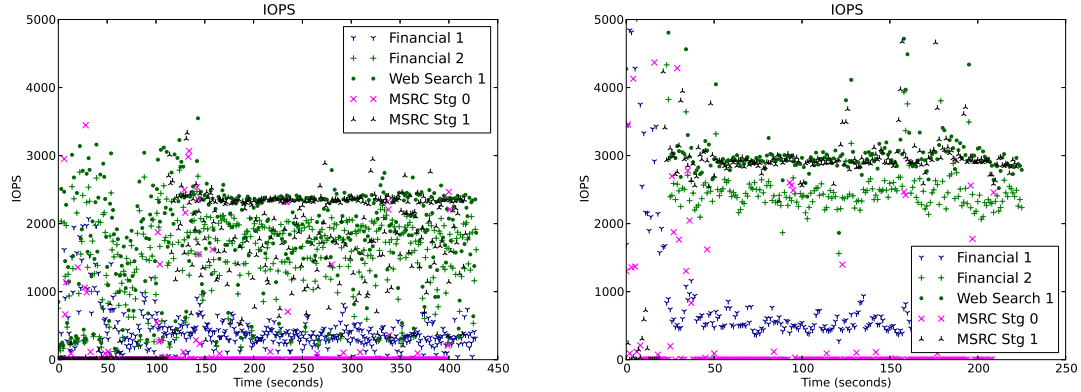 IOPS
5000
4000
3000
2000
1000
0
IOPS
0 50 100 150 200 250 300 350 400 450
Time (seconds)
Financial 1
Financial 2
Web Search 1
MSRC Stg 0
MSRC Stg 1
IOPS
5000
4000
3000
2000
1000
0
IOPS
0 50 100 150 200 250
Time (seconds)
Financial 1
Financial 2
Web Search 1
MSRC Stg 0
MSRC Stg 1